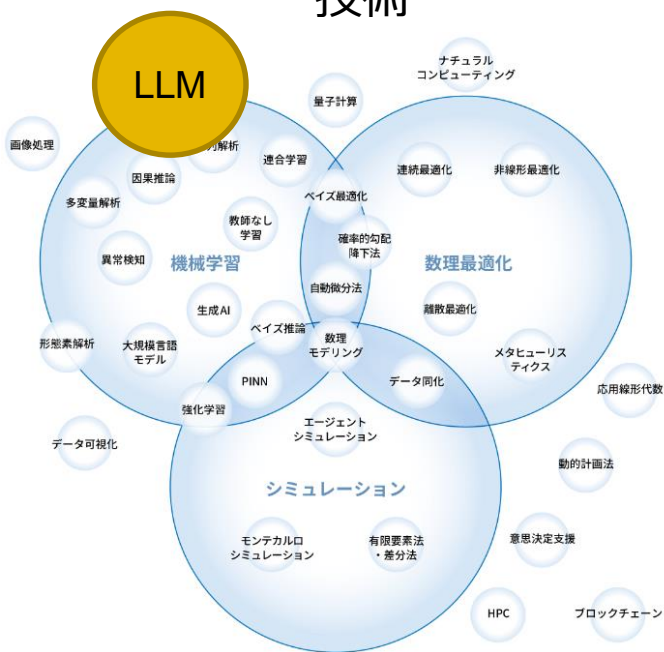 技術
LLM
ナチュラル
コンピューティング
量子計算
画像処理
列解析
連合学習
因果推論
連続最適化
非線形最適化
ベイズ最適化
多変量解析
教師なし
学習
確率的勾配
降下法
異常検知
機械学習
数理最適化
自動微分法
生成AI
離散最適化
ベイズ推論
形態素解析
大規模言語
モデル
数理
モデリング
メタヒューリス
ティクス
PINN
データ同化
応用線形代数
強化学習
エージェント
シミュレーション
データ可視化
動的計画法
シミュレーション
モンテカルロ
シミュレーション
有限要素法
・差分法
意思決定支援
HPC
ブロックチェーン